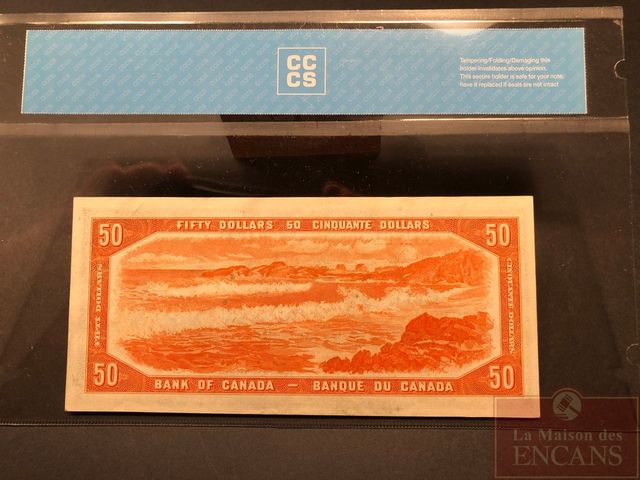 CC
CS
Tampering/Folding/Damaging this
holder invalidates above opinion.
This secure holder is safe for your note,
have it replaced if seals are not intact
FIFTY DOLLARS 50 CINQUANTE DOLLARS
50
50
FIFTY DOLLARS
CINQUANTE DOLLARS
50
50
BANK OF CANADA — BANQUE DU CANADA
La Maison des
ENCANS